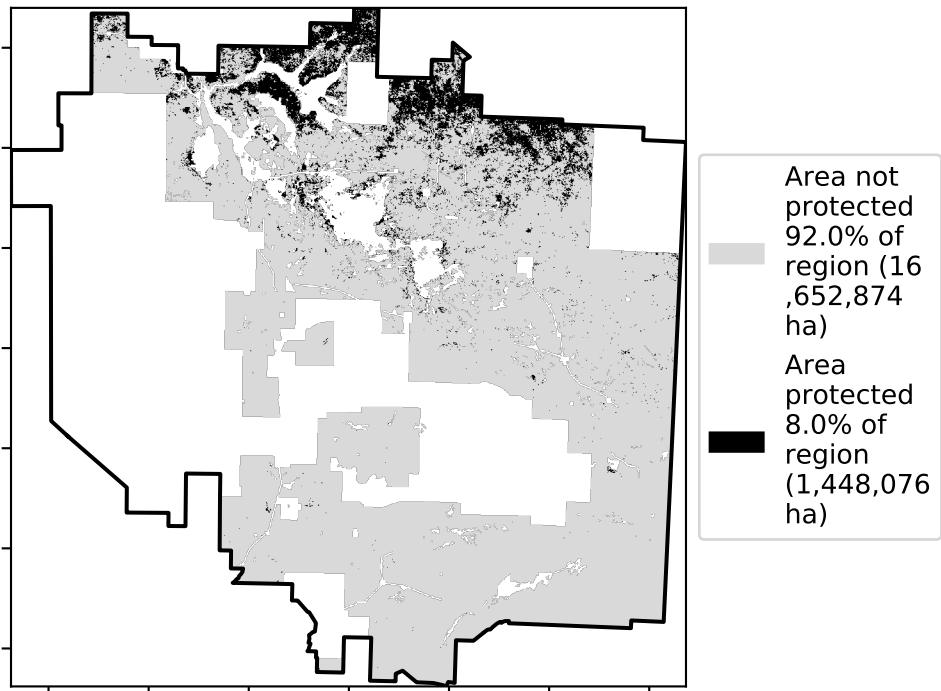 Area not
protected
92.0% of
region (16
,652,874
ha)
Area
protected
8.0% of
region
(1,448,076
ha)